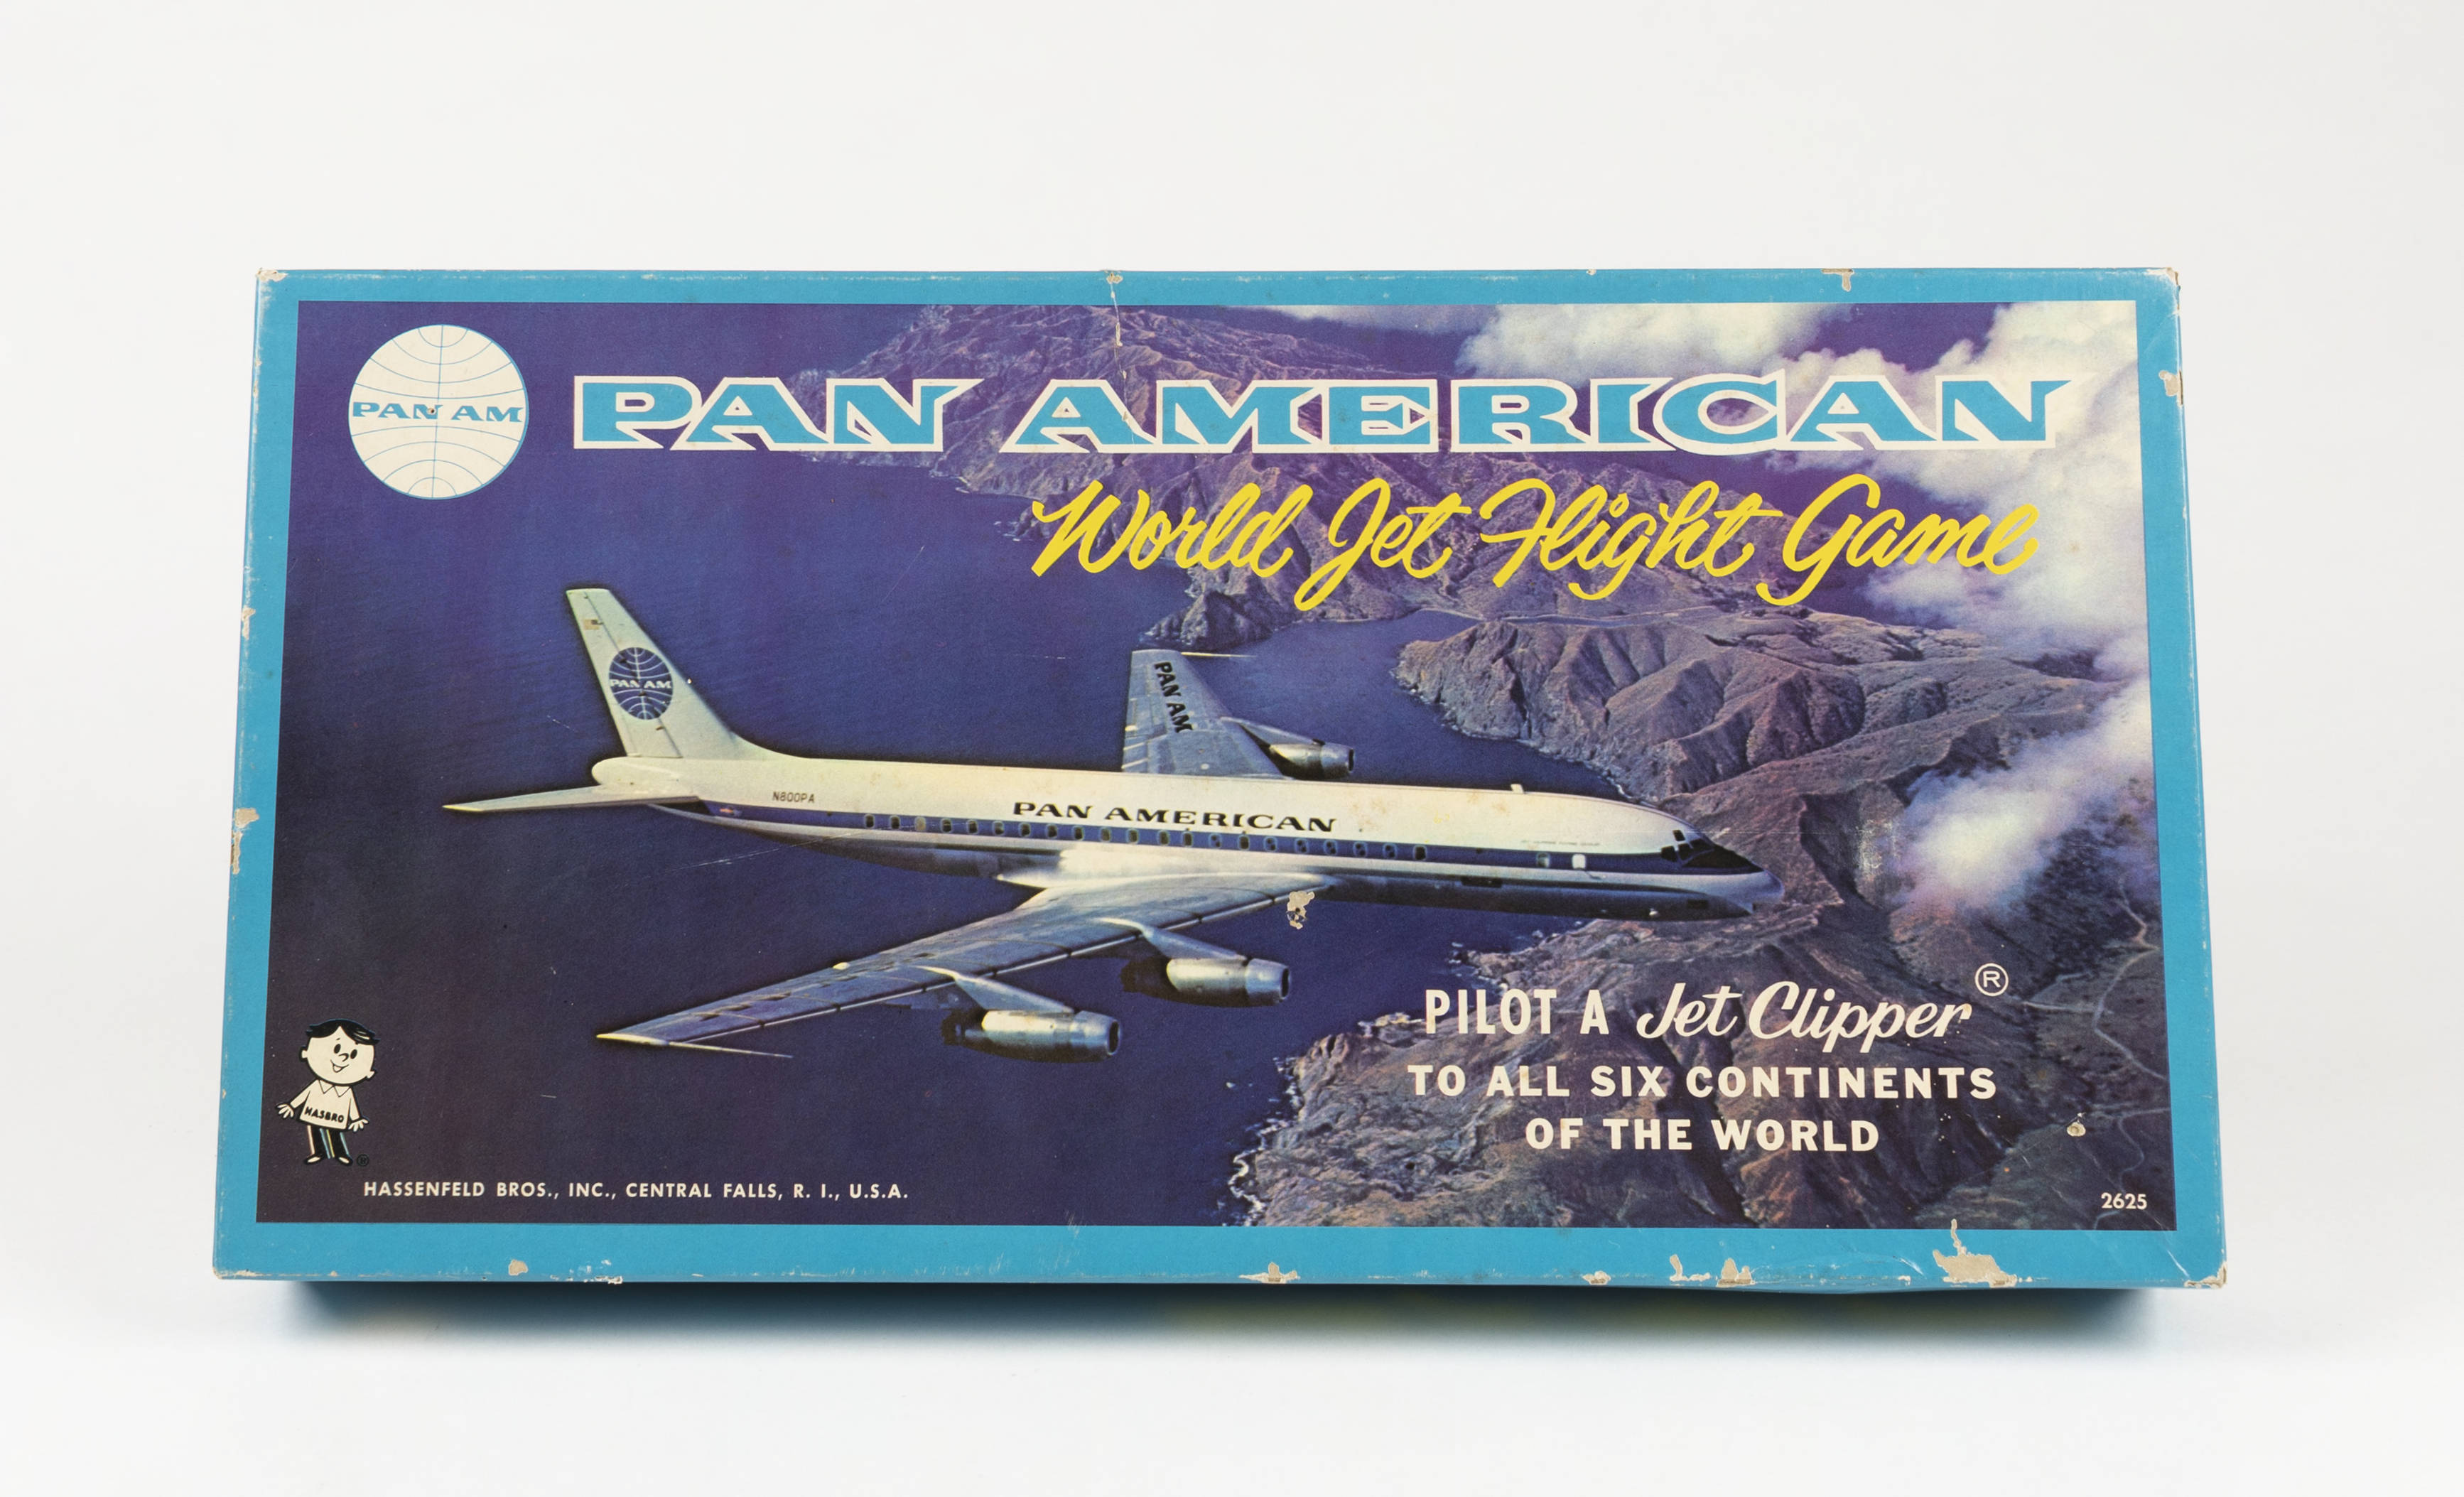 PAN AM
PAN AMERICAN
World Jet Flight Game
PAN AM
PAN AM
N800PA
PAN AMERICAN
PILOT A Jet Clipper®
TO ALL SIX CONTINENTS
OF THE WORLD
HASBRO
®
HASSENFELD BROS., INC., CENTRAL FALLS, R. I., U.S.A.
2625